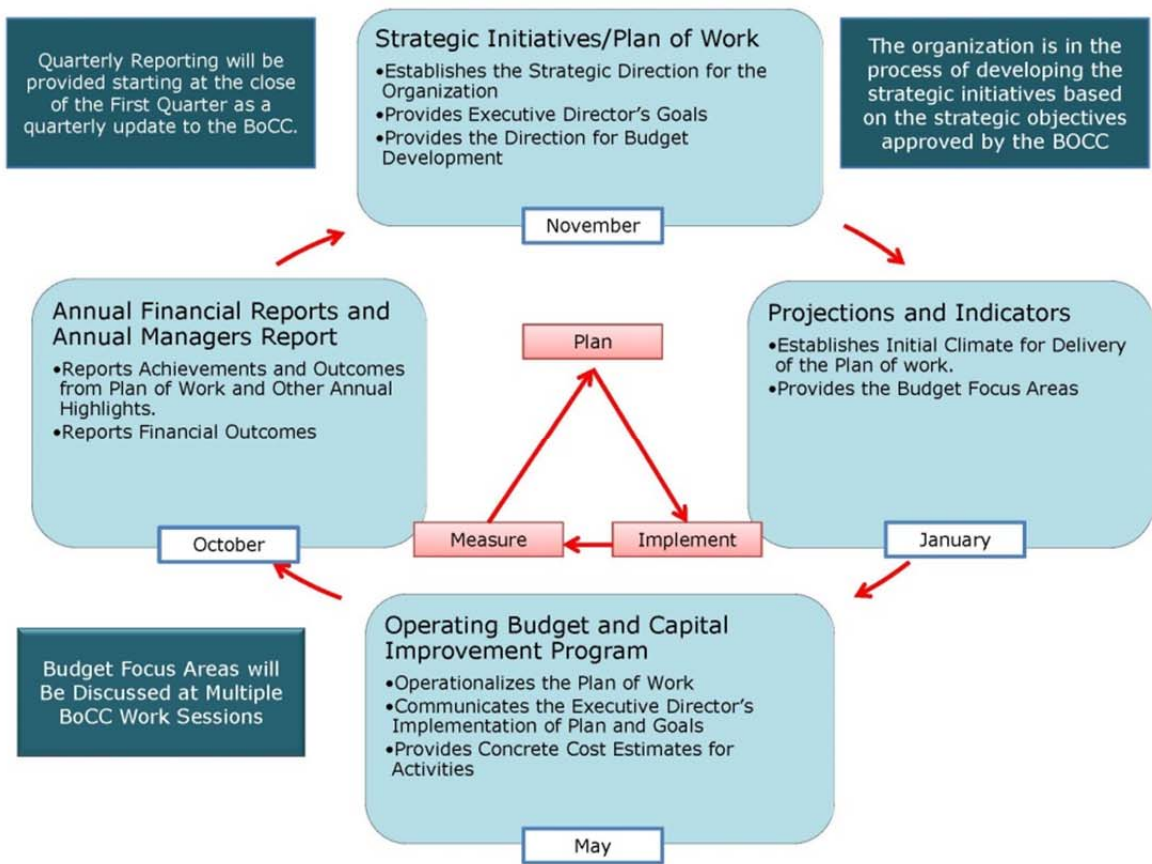 Quarterly Reporting will be
provided starting at the close
of the First Quarter as a
quarterly update to the BoCC.
Strategic Initiatives/Plan of Work
•Establishes the Strategic Direction for the
Organization
•Provides Executive Director's Goals
•Provides the Direction for Budget
Development
November
The organization is in the
process of developing the
strategic initiatives based
on the strategic objectives
approved by the BOCC
Annual Financial Reports and
Annual Managers Report
•Reports Achievements and Outcomes
from Plan of Work and Other Annual
Highlights.
•Reports Financial Outcomes
October
Plan
Measure
Implement
Projections and Indicators
•Establishes Initial Climate for Delivery
of the Plan of work.
•Provides the Budget Focus Areas
January
Budget Focus Areas will
Be Discussed at Multiple
BoCC Work Sessions
Operating Budget and Capital
Improvement Program
•Operationalizes the Plan of Work
•Communicates the Executive Director's
Implementation of Plan and Goals
•Provides Concrete Cost Estimates for
Activities
May